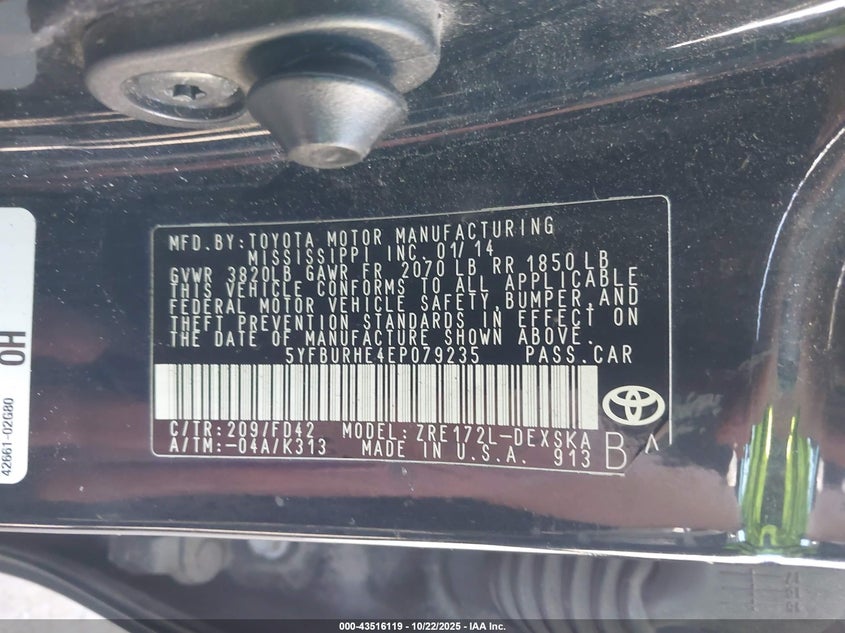 MFD. BY: TOYOTA MOTOR MANUFACTURING
MISSISSIPPI INC. 01/14
GVWR 3820LB GAWR FR 2070 LB RR 1850 LB
THIS VEHICLE CONFORMS TO ALL APPLICABLE
FEDERAL MOTOR VEHICLE SAFETY, BUMPER, AND
THEFT PREVENTION STANDARDS IN EFFECT ON
THE DATE OF MANUFACTURE SHOWN ABOVE.
5YFBURHE4EP079235 PASS. CAR
C/TR: 209/FD42 MODEL: ZRE172L-DEXSKA
A/TM: -04A/K313 MADE IN U.S.A. 913 B
OH
42661-02G80
000-43516119 - 10/22/2025 - IAA Inc.